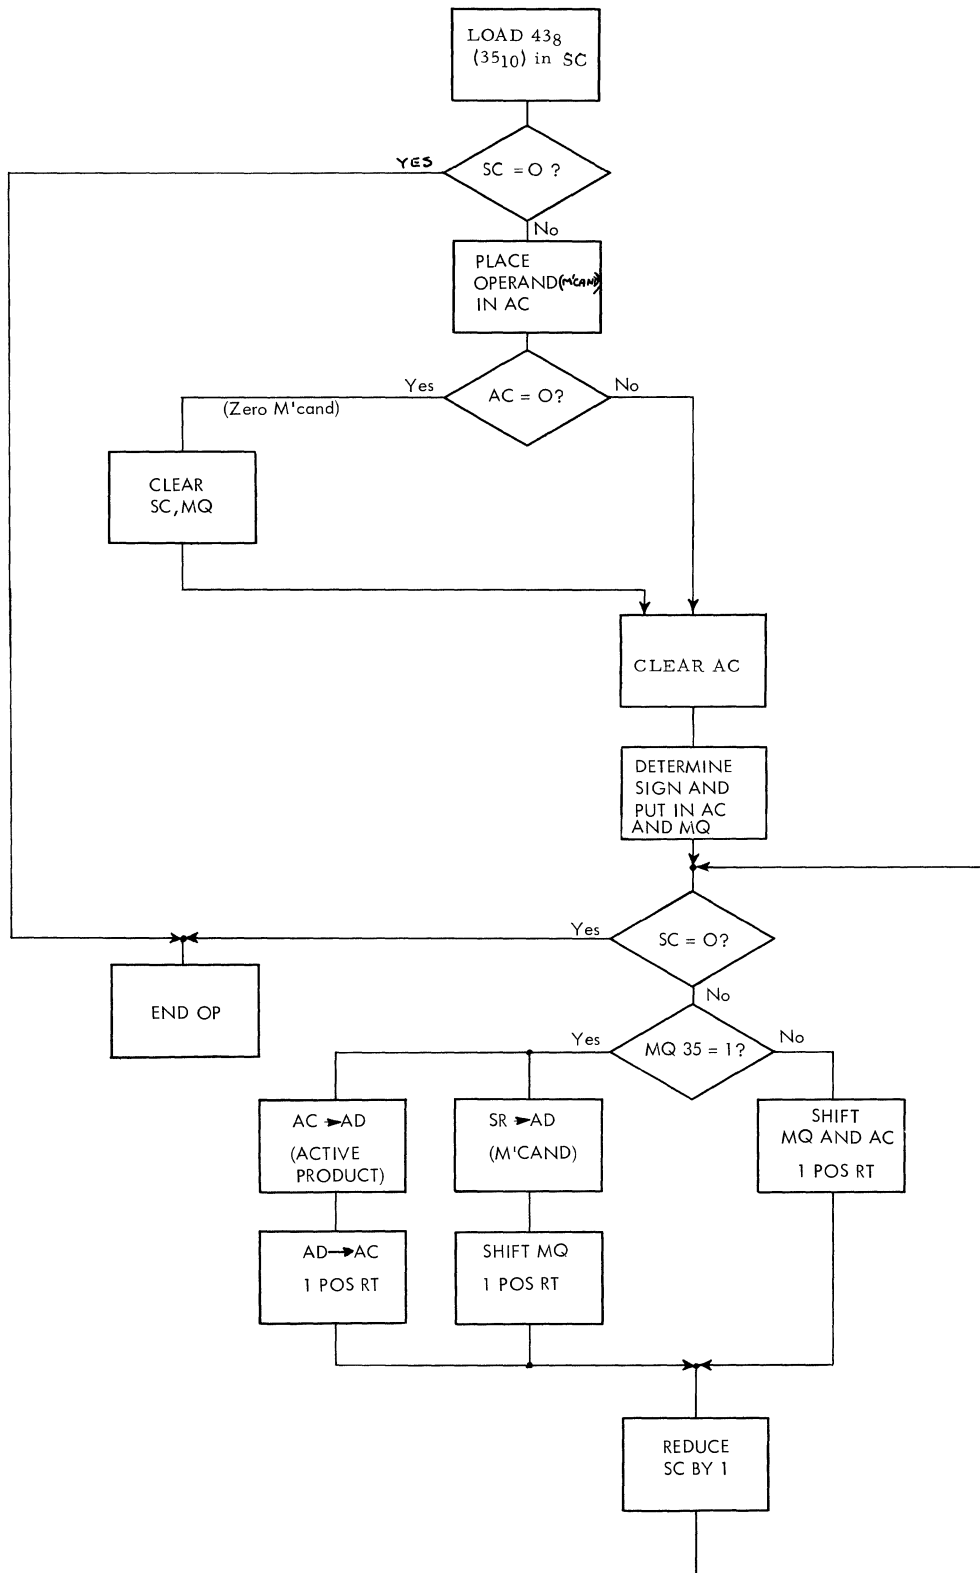 LOAD 43₈
(35₁₀) in SC
SC = O ?
YES
No
PLACE
OPERAND (M'CAND)
IN AC
AC = O?
Yes
No
(Zero M'cand)
CLEAR
SC, MQ
CLEAR AC
DETERMINE
SIGN AND
PUT IN AC
AND MQ
SC = O?
Yes
No
END OP
MQ 35 = 1?
Yes
No
AC → AD
(ACTIVE
PRODUCT)
SR → AD
(M'CAND)
SHIFT
MQ AND AC
1 POS RT
AD → AC
1 POS RT
SHIFT MQ
1 POS RT
REDUCE
SC BY 1